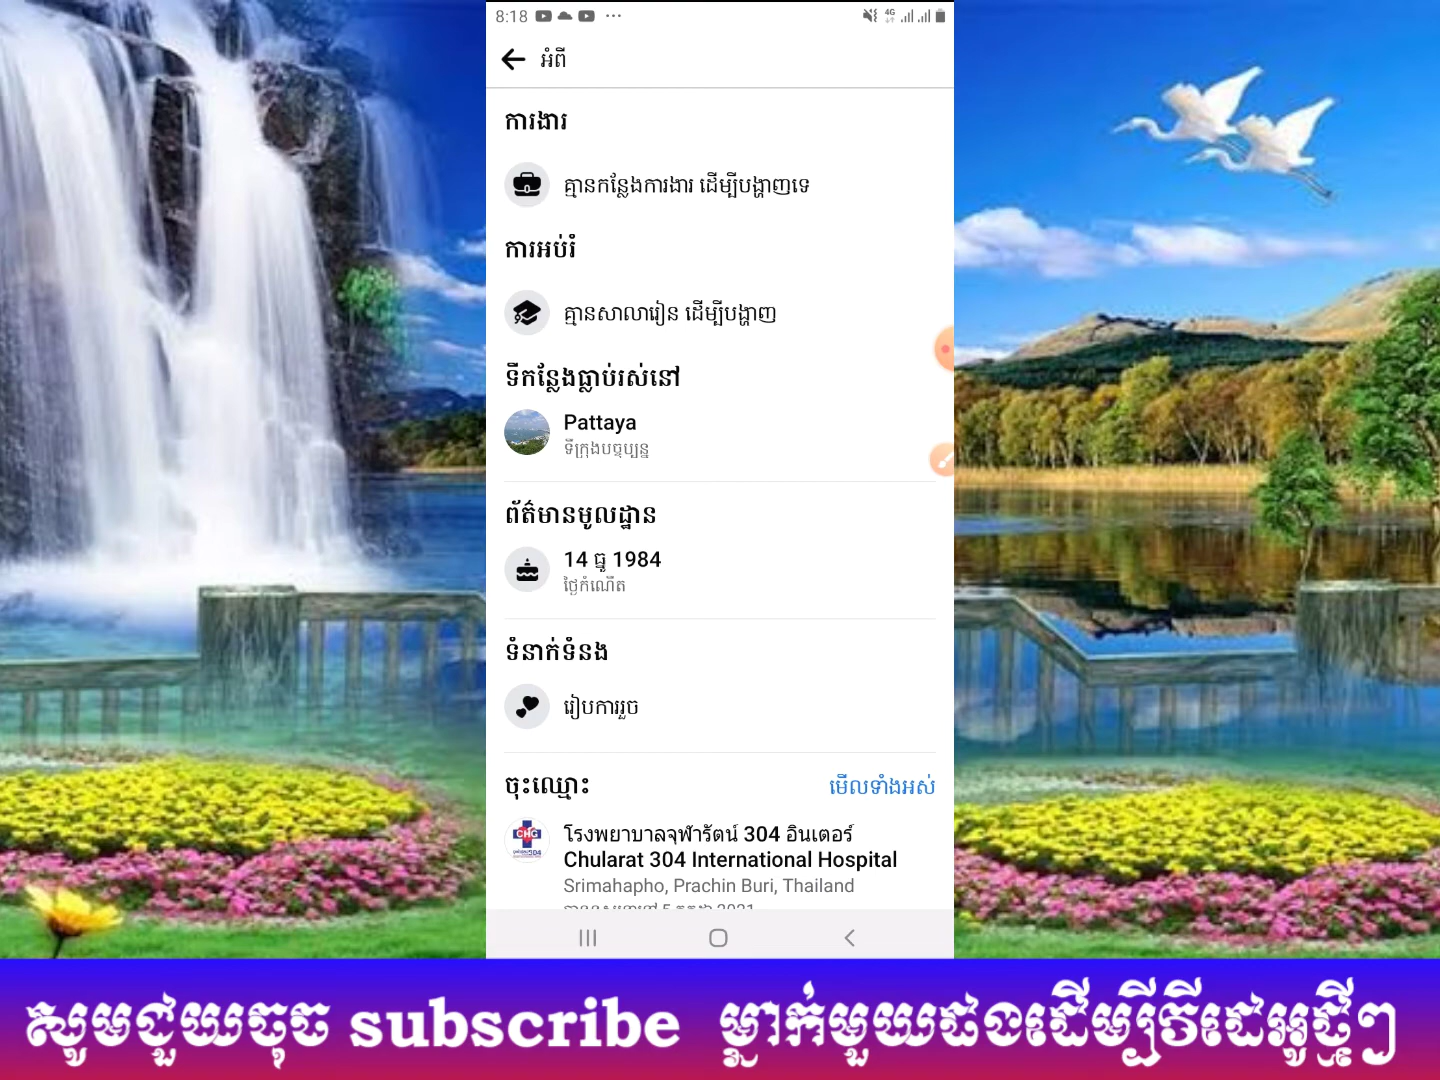 8:18
4G
អំពី
ការងារ
គ្មានកន្លែងការងារ ដើម្បីបង្ហាញទេ
ការអប់រំ
គ្មានសាលារៀន ដើម្បីបង្ហាញ
ទីកន្លែងធ្លាប់រស់នៅ
Pattaya
ទីក្រុងបច្ចុប្បន្ន
ព័ត៌មានមូលដ្ឋាន
14 ធ្នូ 1984
ថ្ងៃកំណើត
ទំនាក់ទំនង
រៀបការរួច
ចុះឈ្មោះ
មើលទាំងអស់
CHG
304
โรงพยาบาลจุฬารัตน์ 304 อินเตอร์
Chularat 304 International Hospital
Srimahapho, Prachin Buri, Thailand
សូមជួយចុច subscribe ម្នាក់មួយផងដើម្បីវីដេអូថ្មីៗ